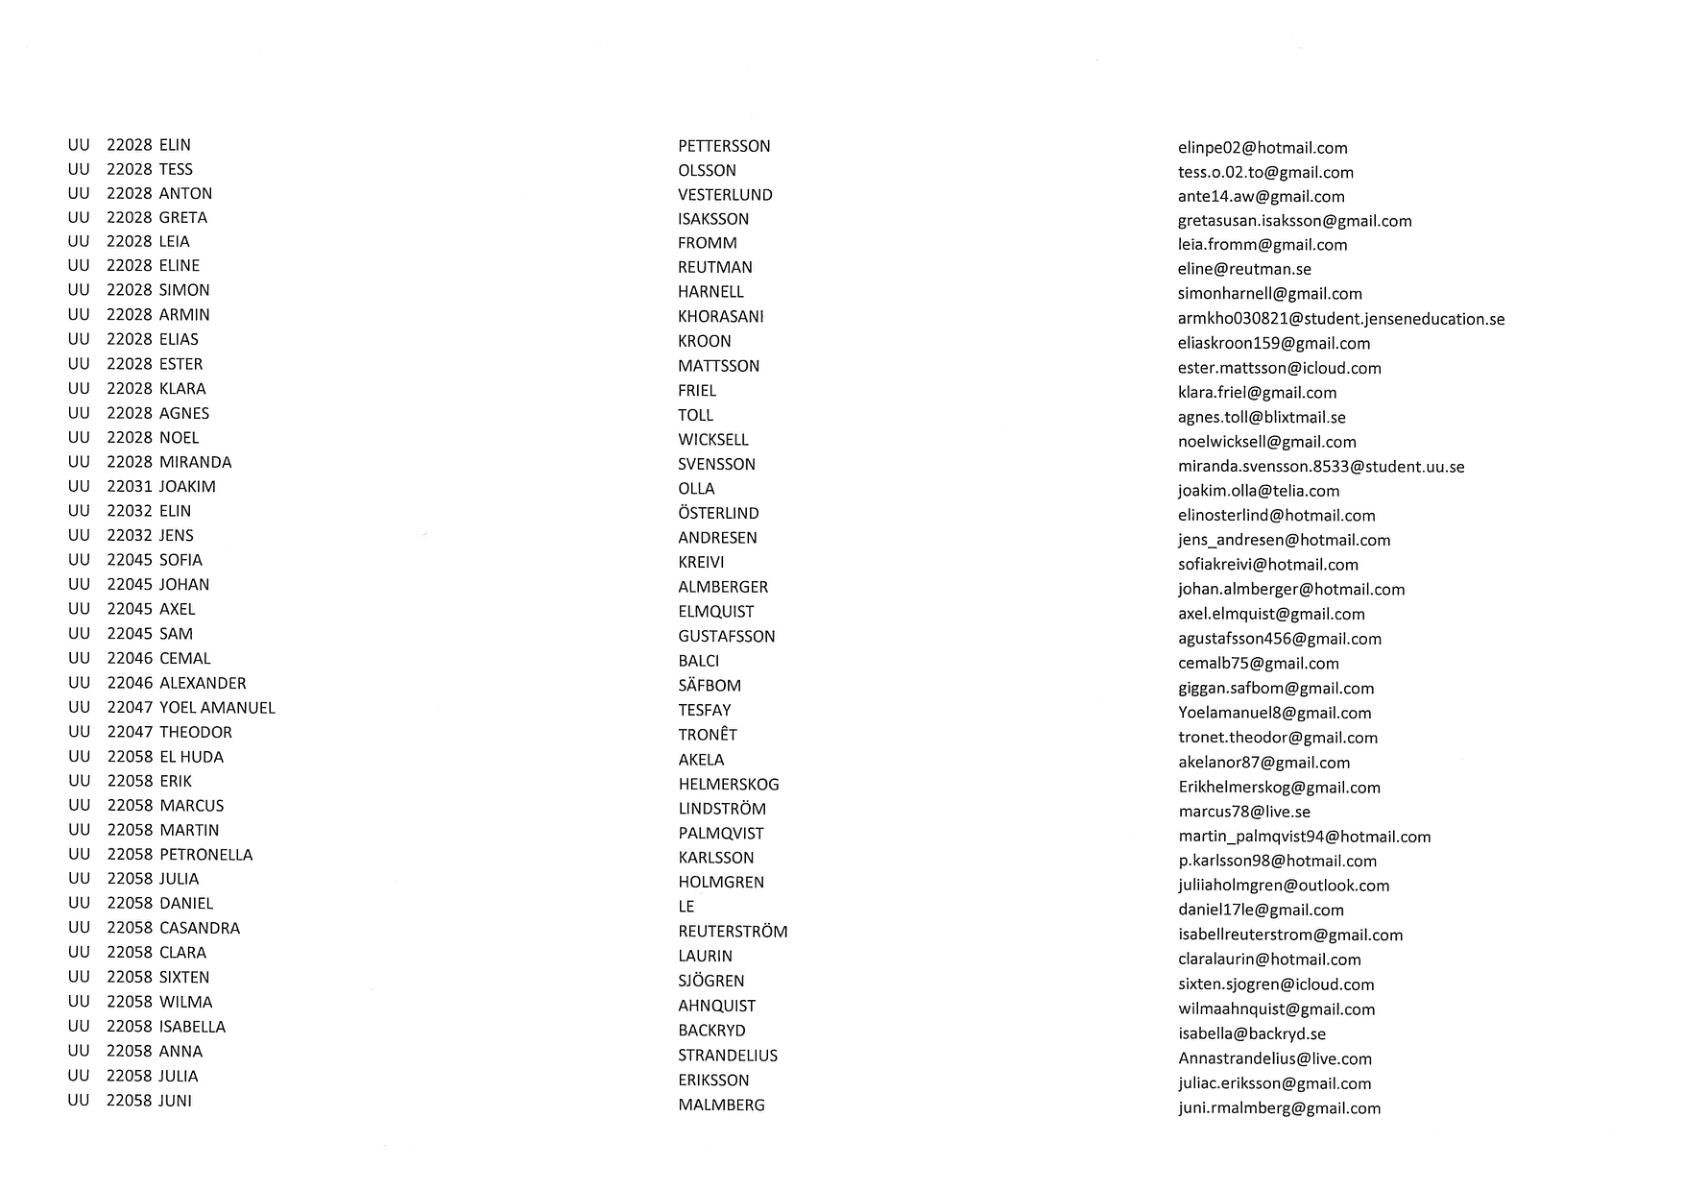 UU 22028 ELIN PETTERSSON elinpe02@hotmail.com
UU 22028 TESS OLSSON tess.o.02.to@gmail.com
UU 22028 ANTON VESTERLUND ante14.aw@gmail.com
UU 22028 GRETA ISAKSSON gretasusan.isaksson@gmail.com
UU 22028 LEIA FROMM leia.fromm@gmail.com
UU 22028 ELINE REUTMAN eline@reutman.se
UU 22028 SIMON HARNELL simonharnell@gmail.com
UU 22028 ARMIN KHORASANI armkho030821@student.jenseneducation.se
UU 22028 ELIAS KROON eliaskroon159@gmail.com
UU 22028 ESTER MATTSSON ester.mattsson@icloud.com
UU 22028 KLARA FRIEL klara.friel@gmail.com
UU 22028 AGNES TOLL agnes.toll@blixtmail.se
UU 22028 NOEL WICKSELL noelwicksell@gmail.com
UU 22028 MIRANDA SVENSSON miranda.svensson.8533@student.uu.se
UU 22031 JOAKIM OLLA joakim.olla@telia.com
UU 22032 ELIN ÖSTERLIND elinosterlind@hotmail.com
UU 22032 JENS ANDRESEN jens_andresen@hotmail.com
UU 22045 SOFIA KREIVI sofiakreivi@hotmail.com
UU 22045 JOHAN ALMBERGER johan.almberger@hotmail.com
UU 22045 AXEL ELMQUIST axel.elmquist@gmail.com
UU 22045 SAM GUSTAFSSON agustafsson456@gmail.com
UU 22046 CEMAL BALCI cemalb75@gmail.com
UU 22046 ALEXANDER SÄFBOM giggan.safbom@gmail.com
UU 22047 YOEL AMANUEL TESFAY Yoelamanuel8@gmail.com
UU 22047 THEODOR TRONÊT tronet.theodor@gmail.com
UU 22058 EL HUDA AKELA akelanor87@gmail.com
UU 22058 ERIK HELMERSKOG Erikhelmerskog@gmail.com
UU 22058 MARCUS LINDSTRÖM marcus78@live.se
UU 22058 MARTIN PALMQVIST martin_palmqvist94@hotmail.com
UU 22058 PETRONELLA KARLSSON p.karlsson98@hotmail.com
UU 22058 JULIA HOLMGREN juliiaholmgren@outlook.com
UU 22058 DANIEL LE daniel17le@gmail.com
UU 22058 CASANDRA REUTERSTRÖM isabellreuterstrom@gmail.com
UU 22058 CLARA LAURIN claralaurin@hotmail.com
UU 22058 SIXTEN SJÖGREN sixten.sjogren@icloud.com
UU 22058 WILMA AHNQUIST wilmaahnquist@gmail.com
UU 22058 ISABELLA BACKRYD isabella@backryd.se
UU 22058 ANNA STRANDELIUS Annastrandelius@live.com
UU 22058 JULIA ERIKSSON juliac.eriksson@gmail.com
UU 22058 JUNI MALMBERG juni.rmalmberg@gmail.com